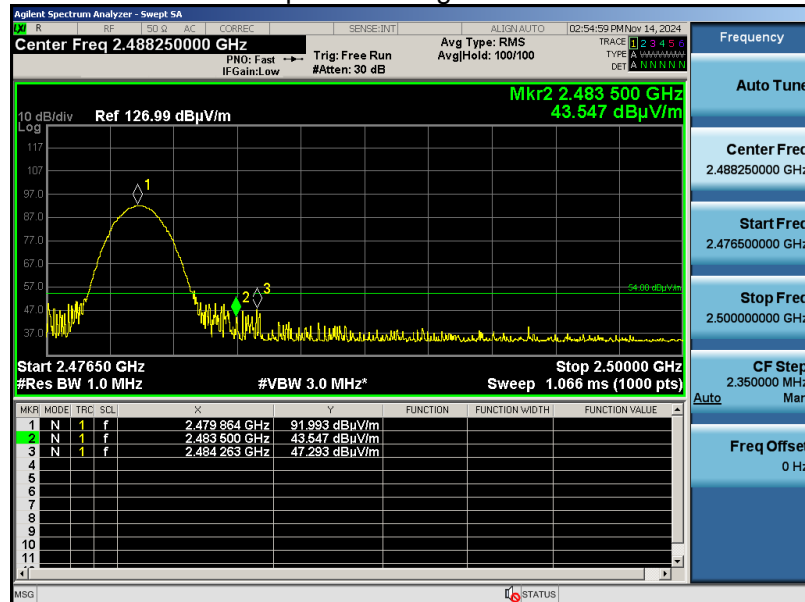 Agilent Spectrum Analyzer - Swept SA
LXI R RF 50 Ω AC CORREC SENSE:INT ALIGN AUTO 02:54:59 PM Nov 14, 2024
Center Freq 2.488250000 GHz
PNO: Fast
IFGain:Low
Trig: Free Run
#Atten: 30 dB
Avg Type: RMS
Avg|Hold: 100/100
TRACE 1 2 3 4 5 6
TYPE A WWWWW
DET A N N N N N
Mkr2 2.483 500 GHz
43.547 dBµV/m
10 dB/div Ref 126.99 dBµV/m
Log
117
107
97.0
87.0
77.0
67.0
57.0
47.0
37.0
1
2
3
54.00 dBµV/m
Start 2.47650 GHz Stop 2.50000 GHz
#Res BW 1.0 MHz #VBW 3.0 MHz* Sweep 1.066 ms (1000 pts)
MKR MODE TRC SCL X Y FUNCTION FUNCTION WIDTH FUNCTION VALUE
1 N 1 f 2.479 864 GHz 91.993 dBµV/m
2 N 1 f 2.483 500 GHz 43.547 dBµV/m
3 N 1 f 2.484 263 GHz 47.293 dBµV/m
4
5
6
7
8
9
10
11
MSG STATUS
Frequency
Auto Tune
Center Freq
2.488250000 GHz
Start Freq
2.476500000 GHz
Stop Freq
2.500000000 GHz
CF Step
2.350000 MHz
Auto Man
Freq Offset
0 Hz